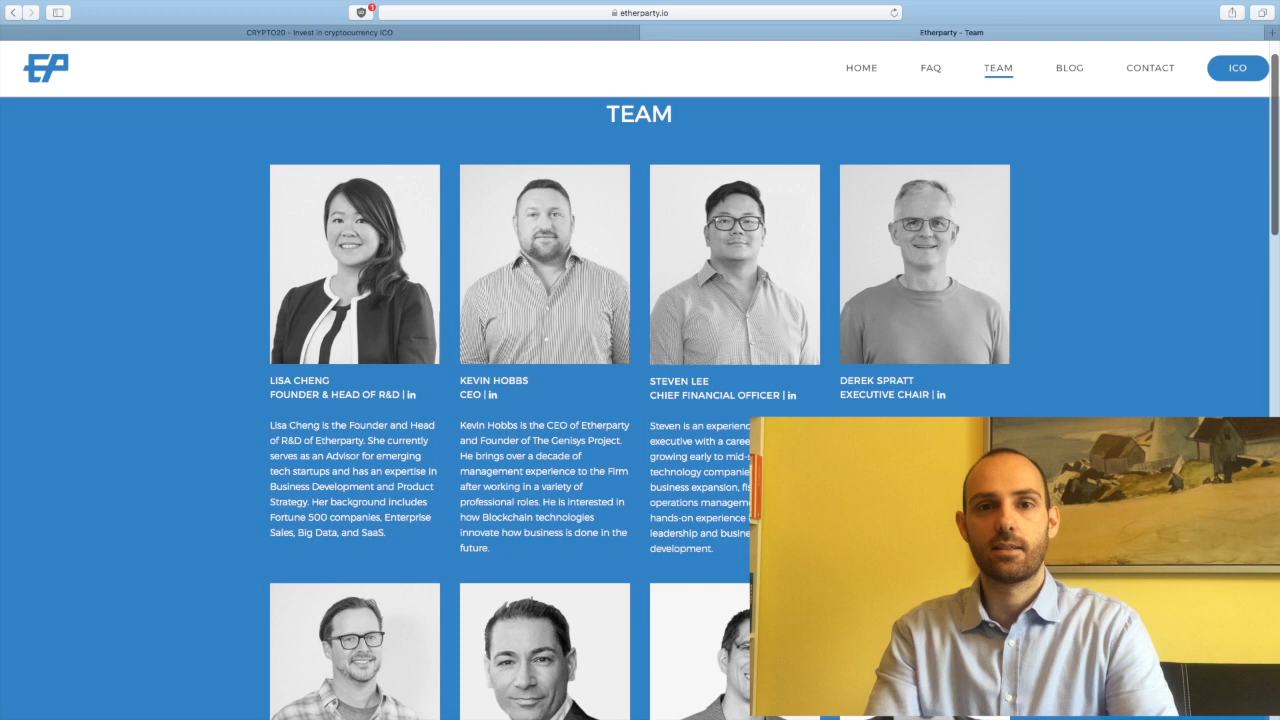 1
etherparty.io
CRYPTO20 - Invest in cryptocurrency ICO
Etherparty - Team
EP
HOME
FAQ
TEAM
BLOG
CONTACT
ICO
TEAM
LISA CHENG
FOUNDER & HEAD OF R&D | in
Lisa Cheng is the Founder and Head
of R&D of Etherparty. She currently
serves as an Advisor for emerging
tech startups and has an expertise in
Business Development and Product
Strategy. Her background includes
Fortune 500 companies, Enterprise
Sales, Big Data, and SaaS.
KEVIN HOBBS
CEO | in
Kevin Hobbs is the CEO of Etherparty
and Founder of The Genisys Project.
He brings over a decade of
management experience to the Firm
after working in a variety of
professional roles. He is interested in
how Blockchain technologies
innovate how business is done in the
future.
STEVEN LEE
CHIEF FINANCIAL OFFICER | in
Steven is an experienc
executive with a caree
growing early to mid-
technology companie
business expansion,
operations managem
hands-on experience
leadership and busine
development.
DEREK SPRATT
EXECUTIVE CHAIR | in